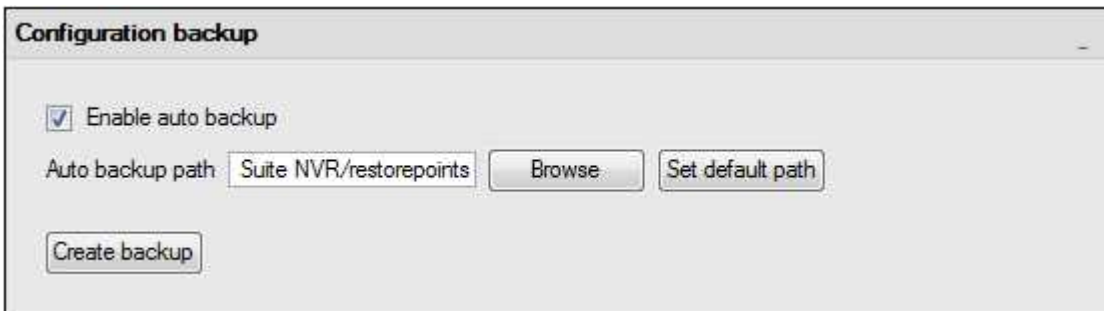 Configuration backup
Enable auto backup
Auto backup path Suite NVR/restorepoints Browse Set default path
Create backup